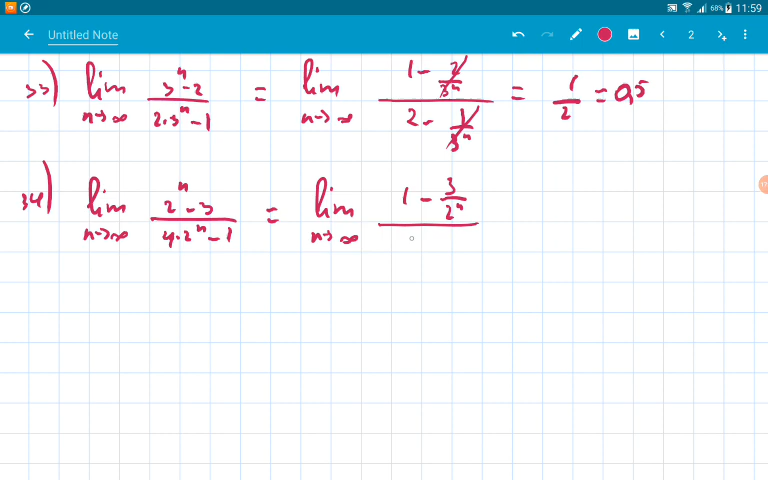 68% 11:59
Untitled Note 2
33) lim n→∞ (3^n - 2)/(2·3^n - 1) = lim n→∞ (1 - 2/3^n)/(2 - 1/3^n) = 1/2 = 0,5
34) lim n→∞ (2^n - 3)/(4·2^n - 1) = lim n→∞ (1 - 3/2^n)/